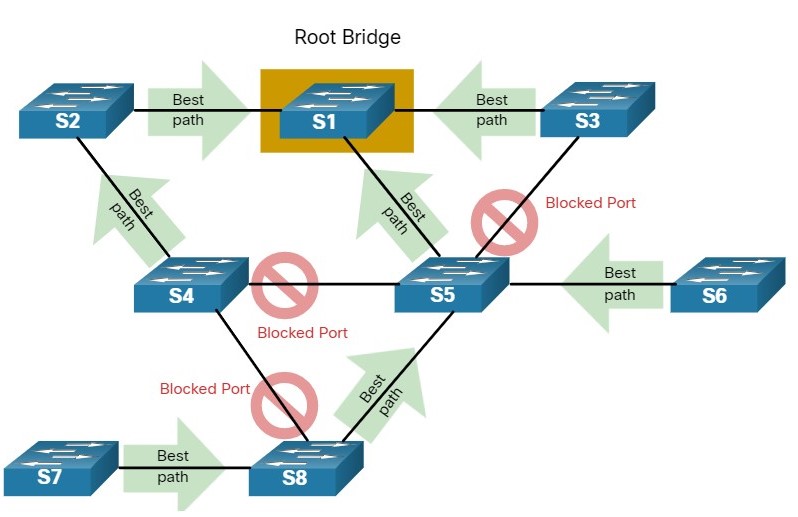 Root Bridge
S2
Best
path
S1
Best
path
S3
Best
path
Best
path
Blocked Port
S4
Blocked Port
S5
Best
path
S6
Blocked Port
Best
path
S7
Best
path
S8